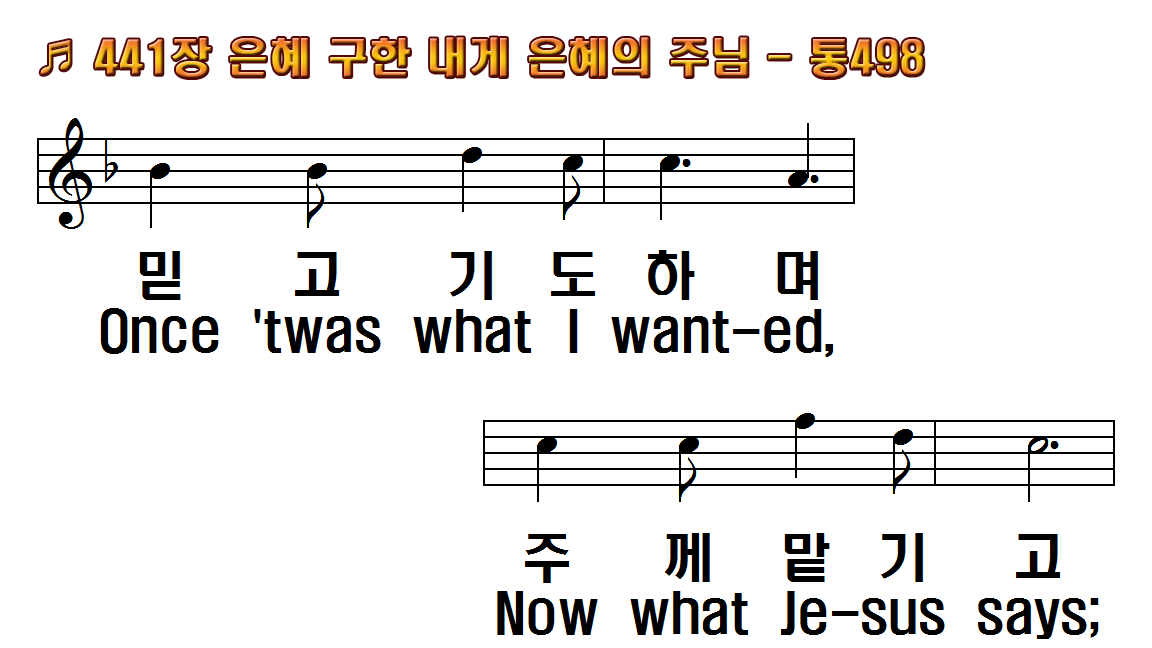 ♬ 441장 은혜 구한 내게 은혜의 주님 - 통498
믿 고 기 도 하 며
Once 'twas what I want-ed,
주 께 맡 기 고
Now what Je-sus says;